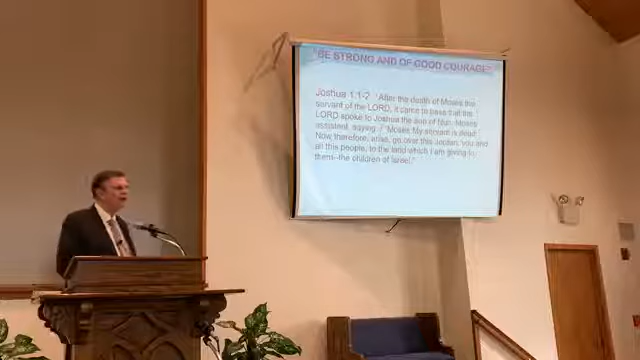 "BE STRONG AND OF GOOD COURAGE"
Joshua 1:1-2 "After the death of Moses the
servant of the LORD, it came to pass that the
LORD spoke to Joshua the son of Nun, Moses'
assistant, saying: 2 "Moses My servant is dead.
Now therefore, arise, go over this Jordan, you and
all this people, to the land which I am giving to
them--the children of Israel."